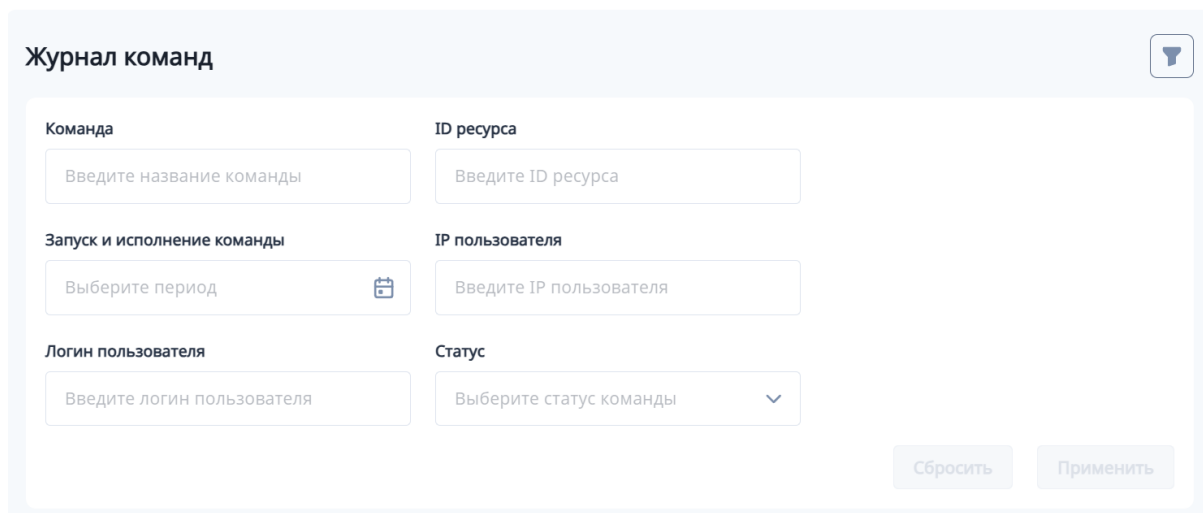 Журнал команд
Команда
ID ресурса
Введите название команды
Введите ID ресурса
Запуск и исполнение команды
IP пользователя
Выберите период
Введите IP пользователя
Логин пользователя
Статус
Введите логин пользователя
Выберите статус команды
Сбросить
Применить